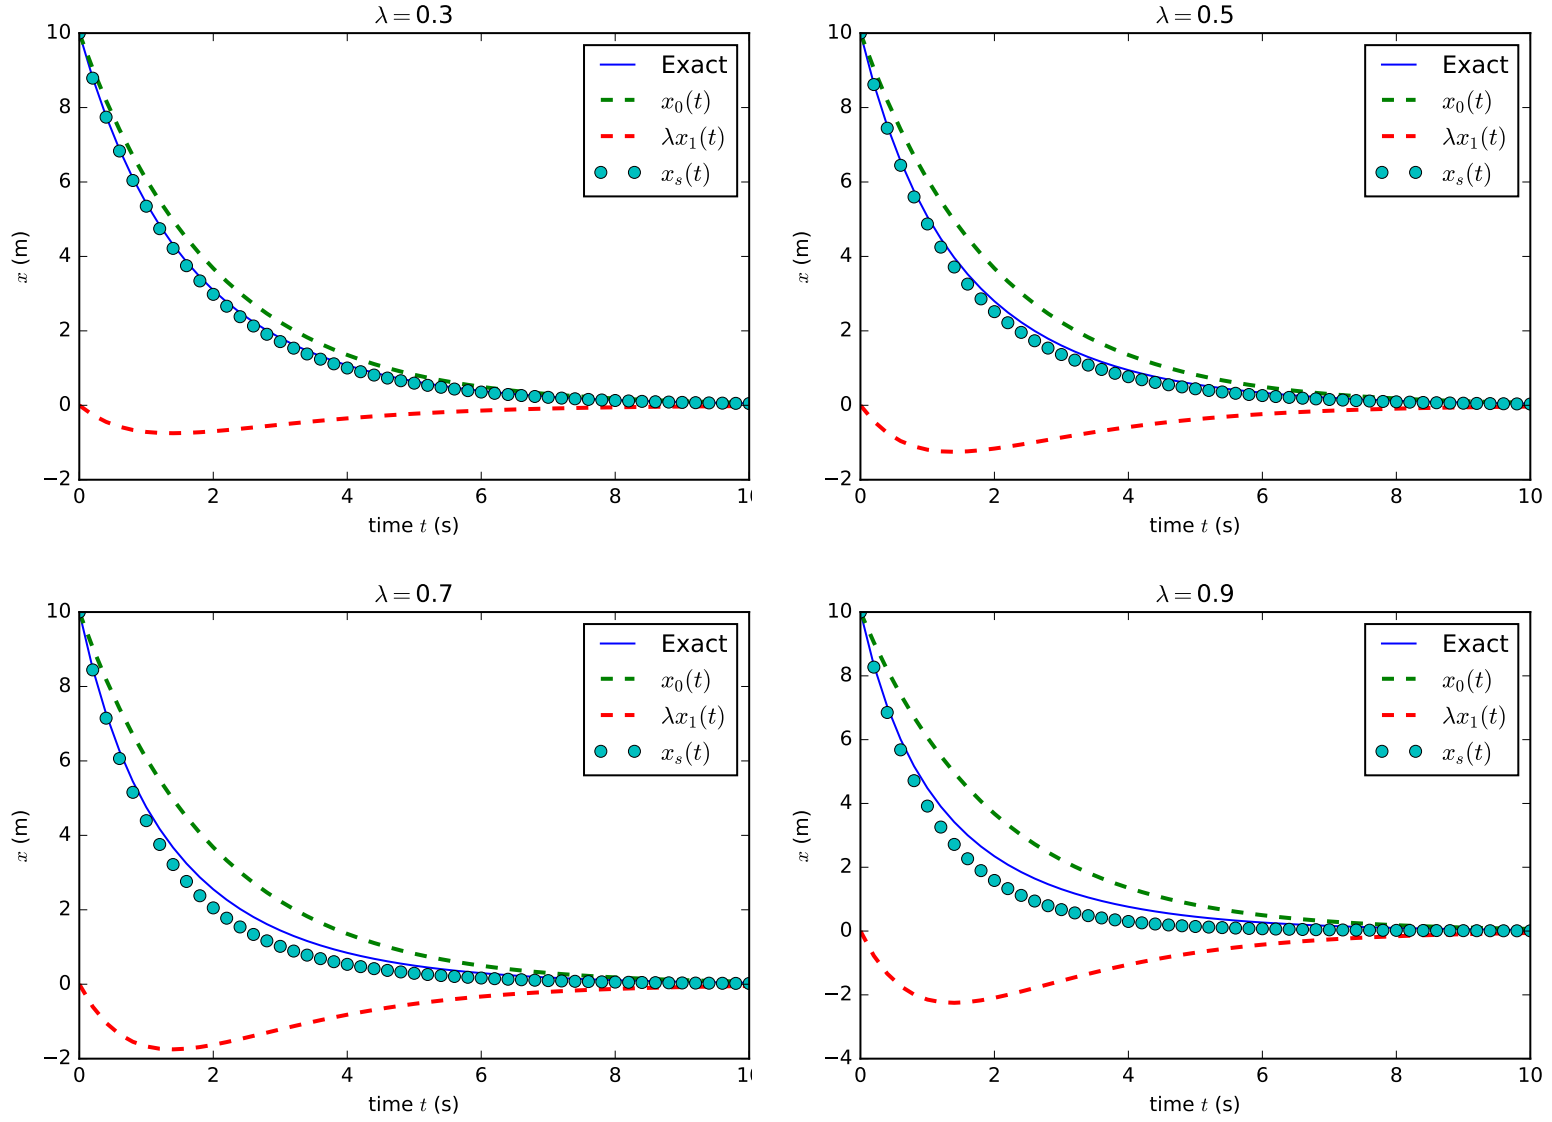 λ = 0.3
10
8
6
4
2
0
−2
x (m)
0 2 4 6 8 10
time t (s)
Exact
x₀(t)
λx₁(t)
xₛ(t)
λ = 0.5
10
8
6
4
2
0
−2
x (m)
0 2 4 6 8 10
time t (s)
Exact
x₀(t)
λx₁(t)
xₛ(t)
λ = 0.7
10
8
6
4
2
0
−2
x (m)
0 2 4 6 8 10
time t (s)
Exact
x₀(t)
λx₁(t)
xₛ(t)
λ = 0.9
10
8
6
4
2
0
−2
−4
x (m)
0 2 4 6 8 10
time t (s)
Exact
x₀(t)
λx₁(t)
xₛ(t)